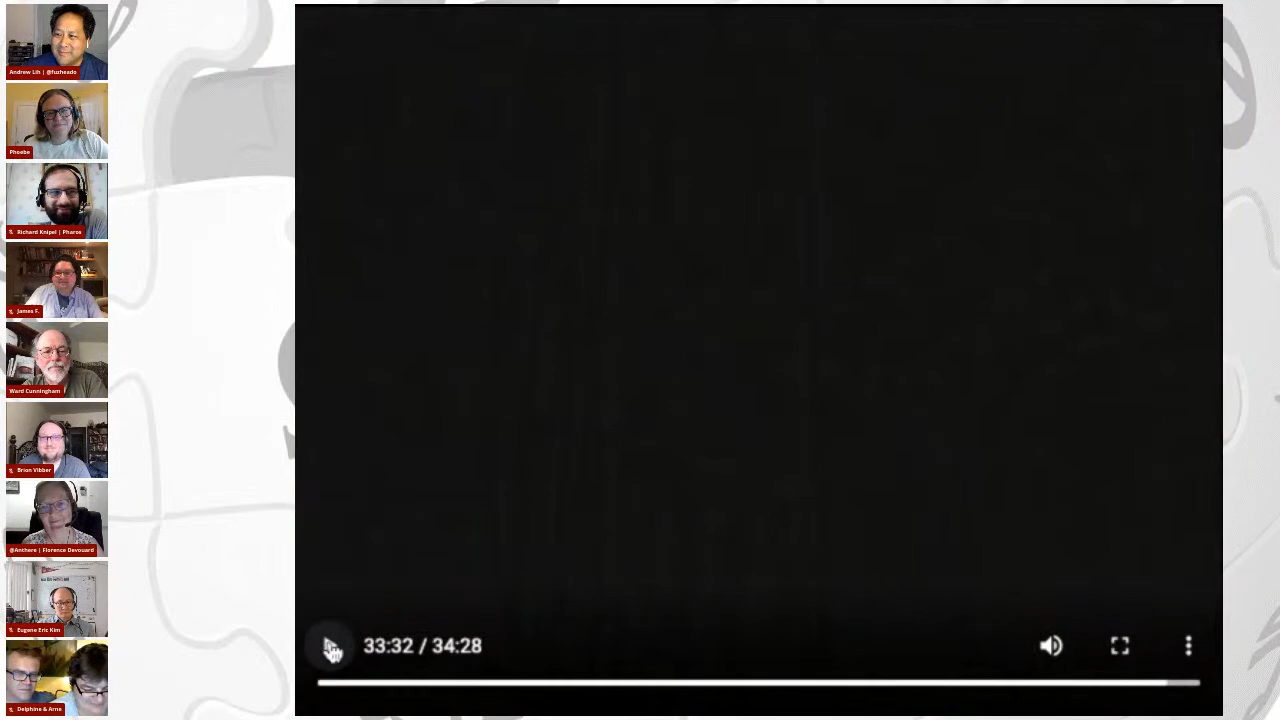 Andrew Lih | @fuzheado
Phoebe
Richard Knipel | Pharos
James F.
Ward Cunningham
Brion Vibber
@Anthere | Florence Devouard
Eugene Eric Kim
Delphine & Arne
33:32 / 34:28